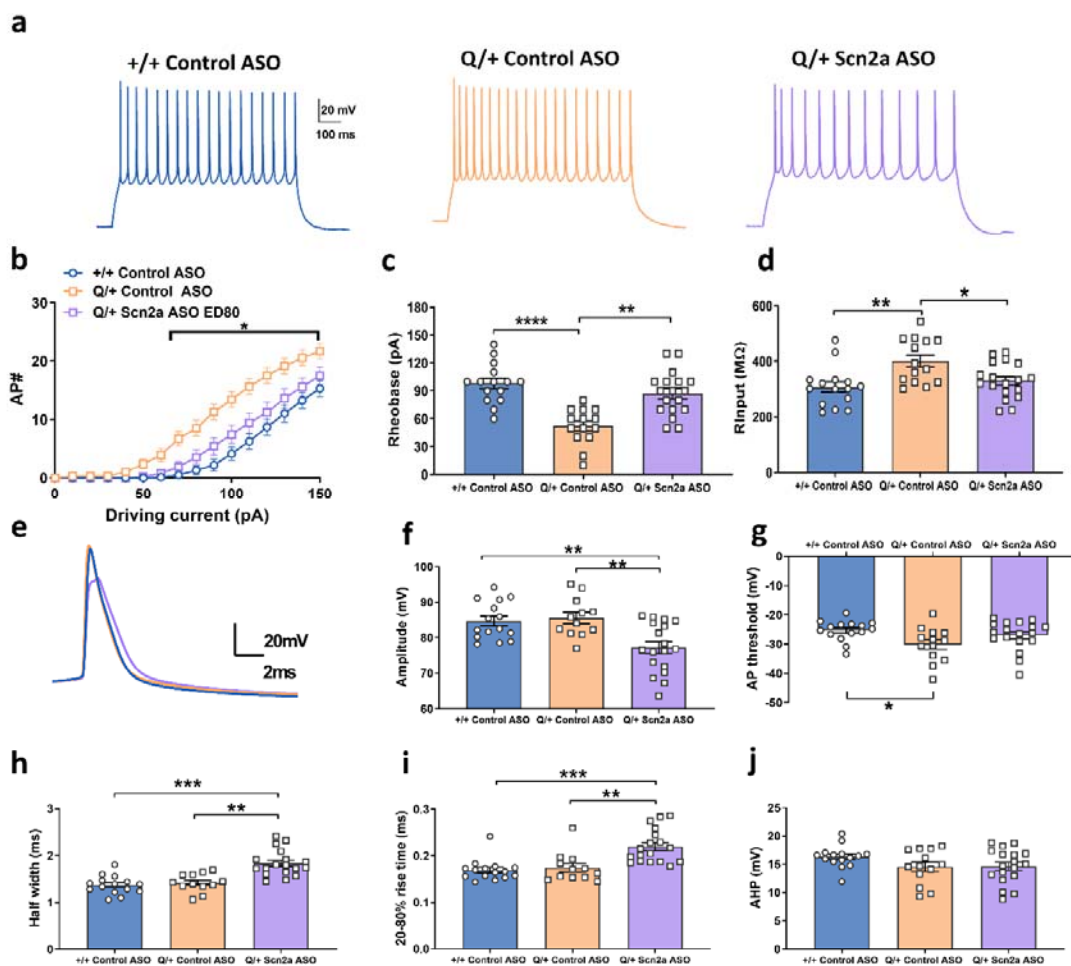 a
+/+ Control ASO
Q/+ Control ASO
Q/+ Scn2a ASO
20 mV
100 ms
b
+/+ Control ASO
Q/+ Control ASO
Q/+ Scn2a ASO ED80
*
AP#
30
20
10
0
0 50 100 150
Driving current (pA)
c
**** **
Rheobase (pA)
180
150
120
90
60
30
0
+/+ Control ASO Q/+ Control ASO Q/+ Scn2a ASO
d
** *
RInput (MΩ)
600
400
200
0
+/+ Control ASO Q/+ Control ASO Q/+ Scn2a ASO
e
20mV
2ms
f
**
**
Amplitude (mV)
100
90
80
70
60
+/+ Control ASO Q/+ Control ASO Q/+ Scn2a ASO
g
+/+ Control ASO Q/+ Control ASO Q/+ Scn2a ASO
AP threshold (mV)
0
-10
-20
-30
-40
-50
*
h
***
**
Half width (ms)
3
2
1
0
+/+ Control ASO Q/+ Control ASO Q/+ Scn2a ASO
i
***
**
20-80% rise time (ms)
0.3
0.2
0.1
0.0
+/+ Control ASO Q/+ Control ASO Q/+ Scn2a ASO
j
AHP (mV)
27
18
9
0
+/+ Control ASO Q/+ Control ASO Q/+ Scn2a ASO